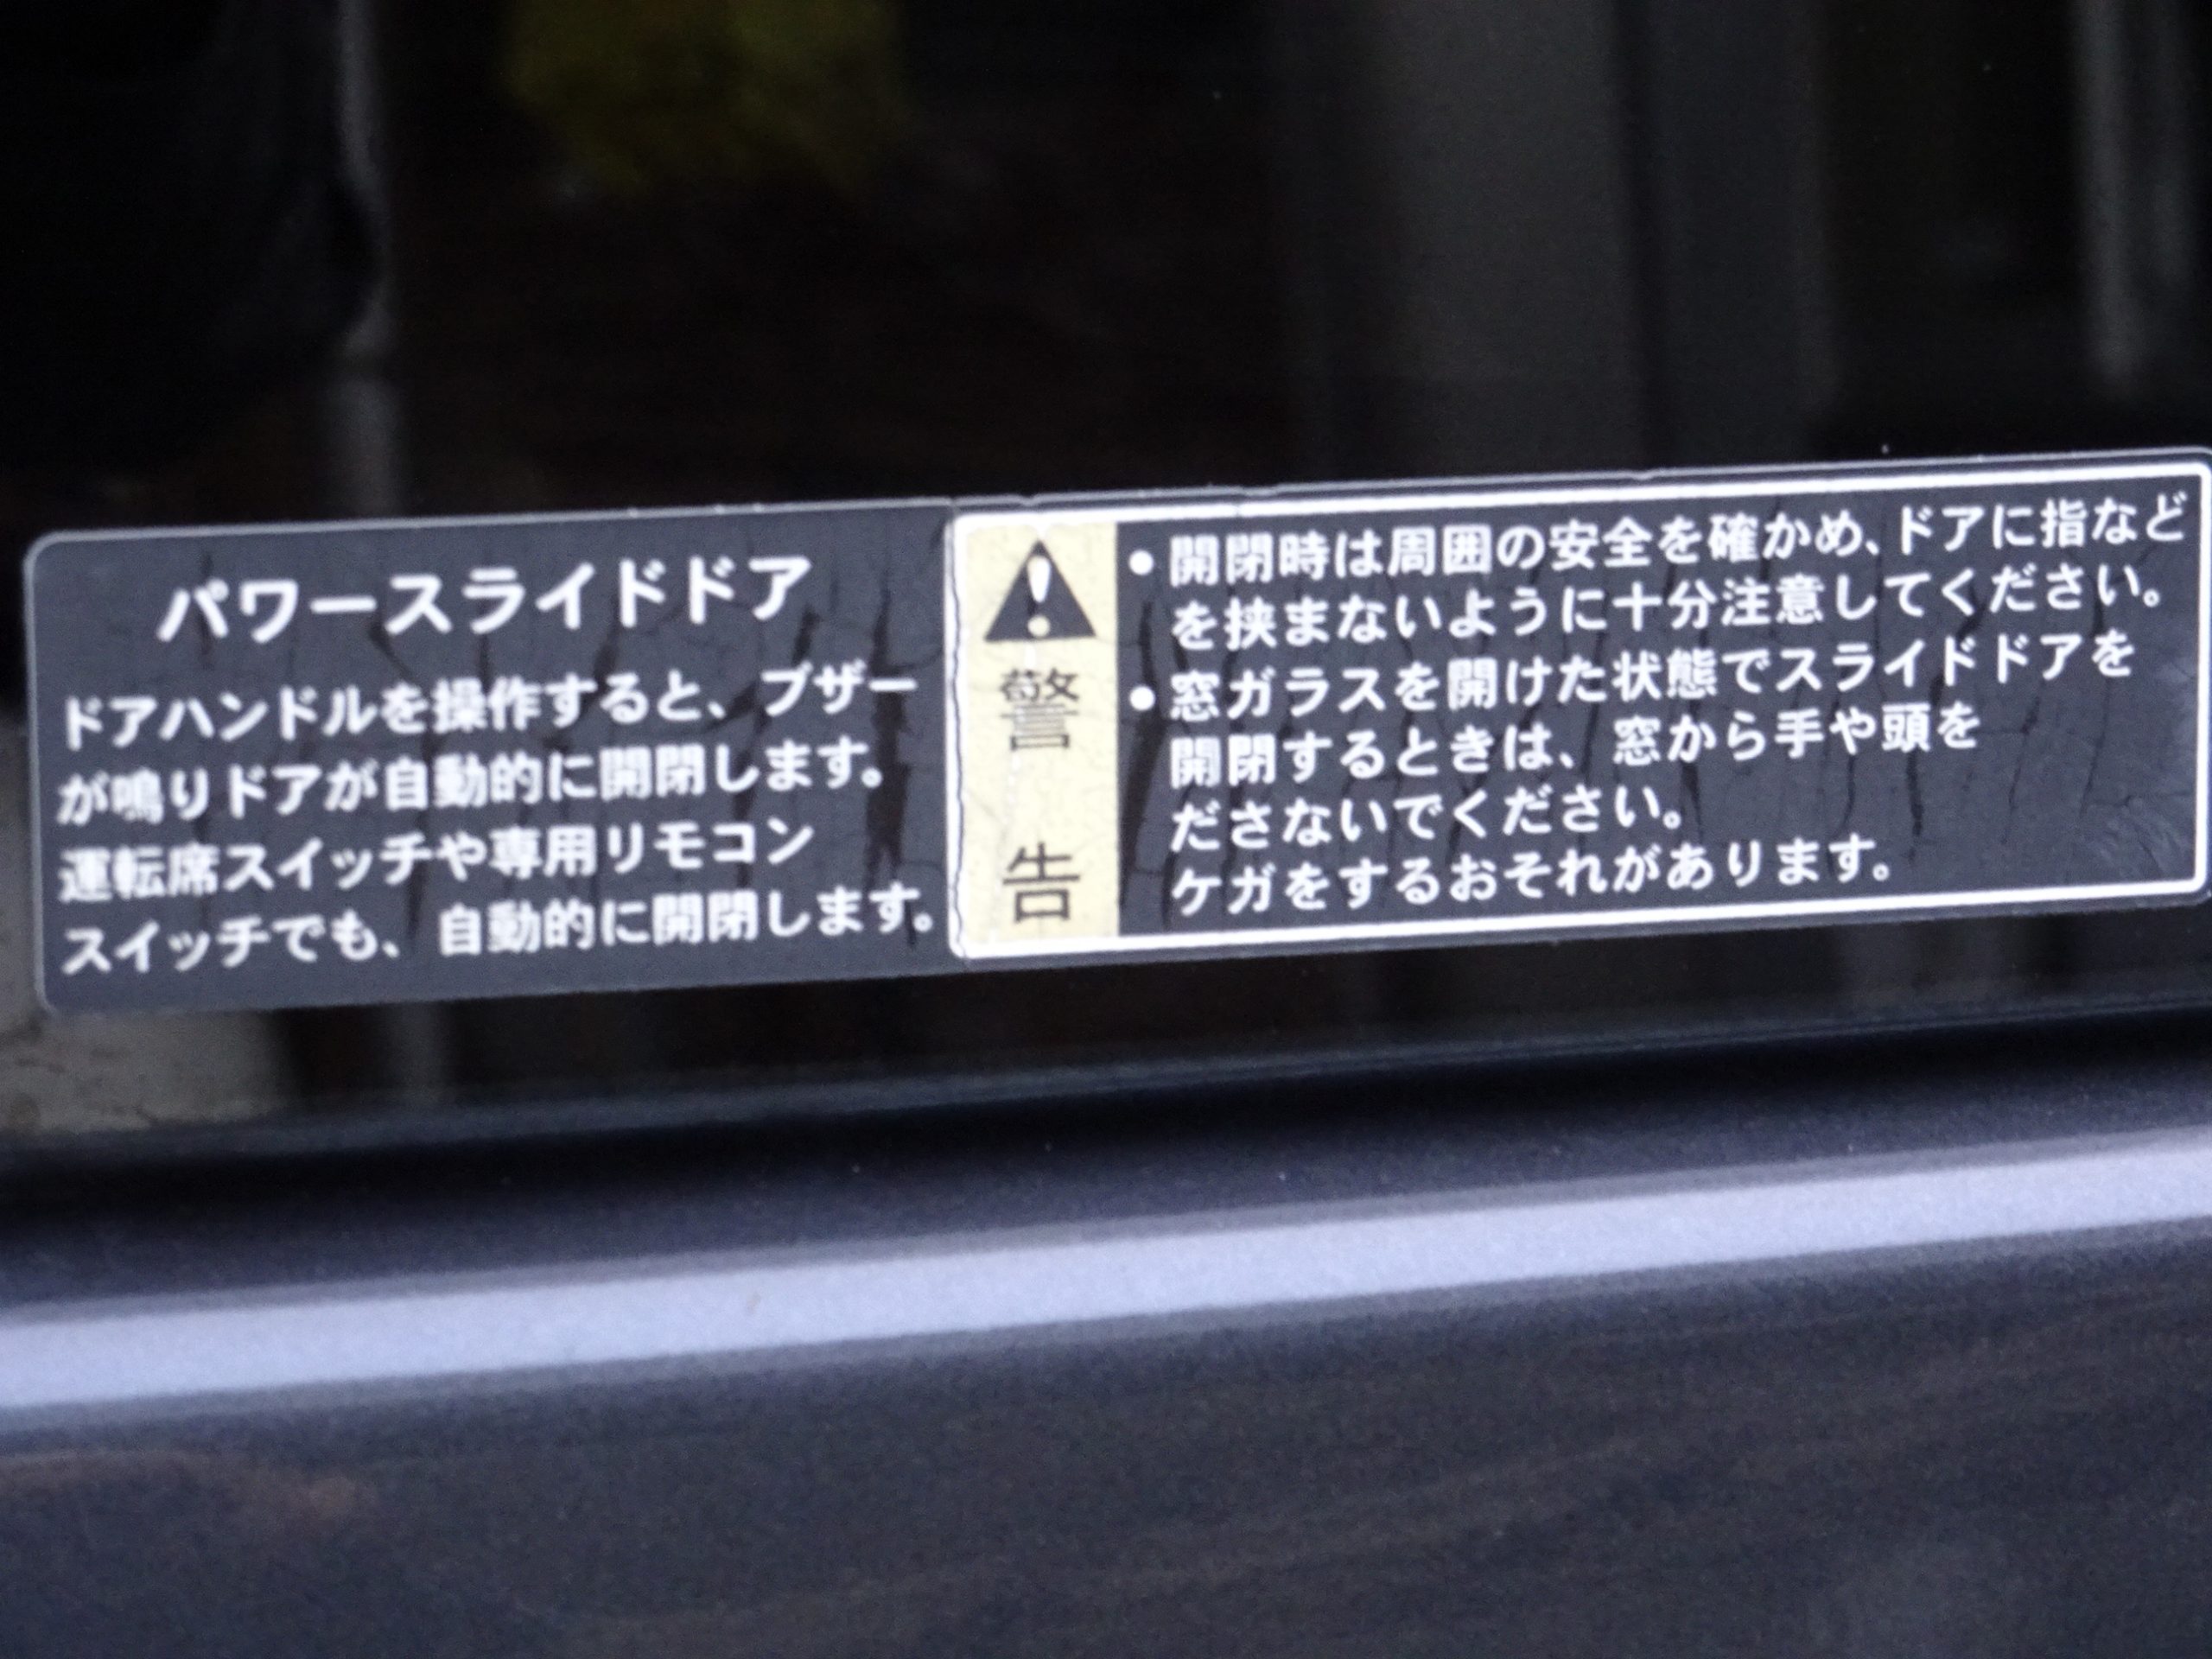 パワースライドドア
ドアハンドルを操作すると、ブザー
が鳴りドアが自動的に開閉します。
運転席スイッチや専用リモコン
スイッチでも、自動的に開閉します。
警
告
●開閉時は周囲の安全を確かめ、ドアに指など
を挟まないように十分注意してください。
●窓ガラスを開けた状態でスライドドアを
開閉するときは、窓から手や頭を
ださないでください。
ケガをするおそれがあります。